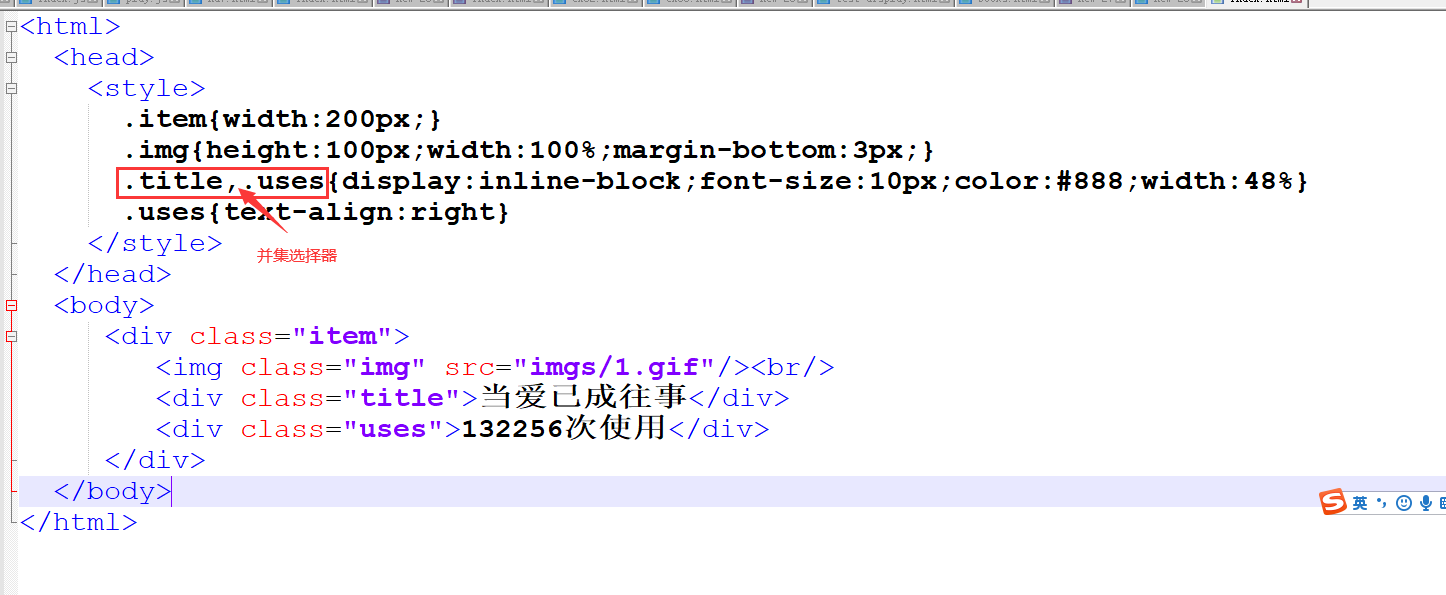 <html>
<head>
<style>
.item{width:200px;}
.img{height:100px;width:100%;margin-bottom:3px;}
.title,.uses{display:inline-block;font-size:10px;color:#888;width:48%}
.uses{text-align:right}
</style>
并集选择器
</head>
<body>
<div class="item">
<img class="img" src="imgs/1.gif"/><br/>
<div class="title">当爱已成往事</div>
<div class="uses">132256次使用</div>
</div>
</body>
英
</html>